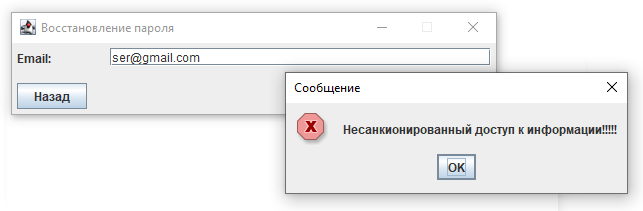 Восстановление пароля
Email:
ser@gmail.com
Назад
Сообщение
Несанкионированный доступ к информации!!!!!
OK